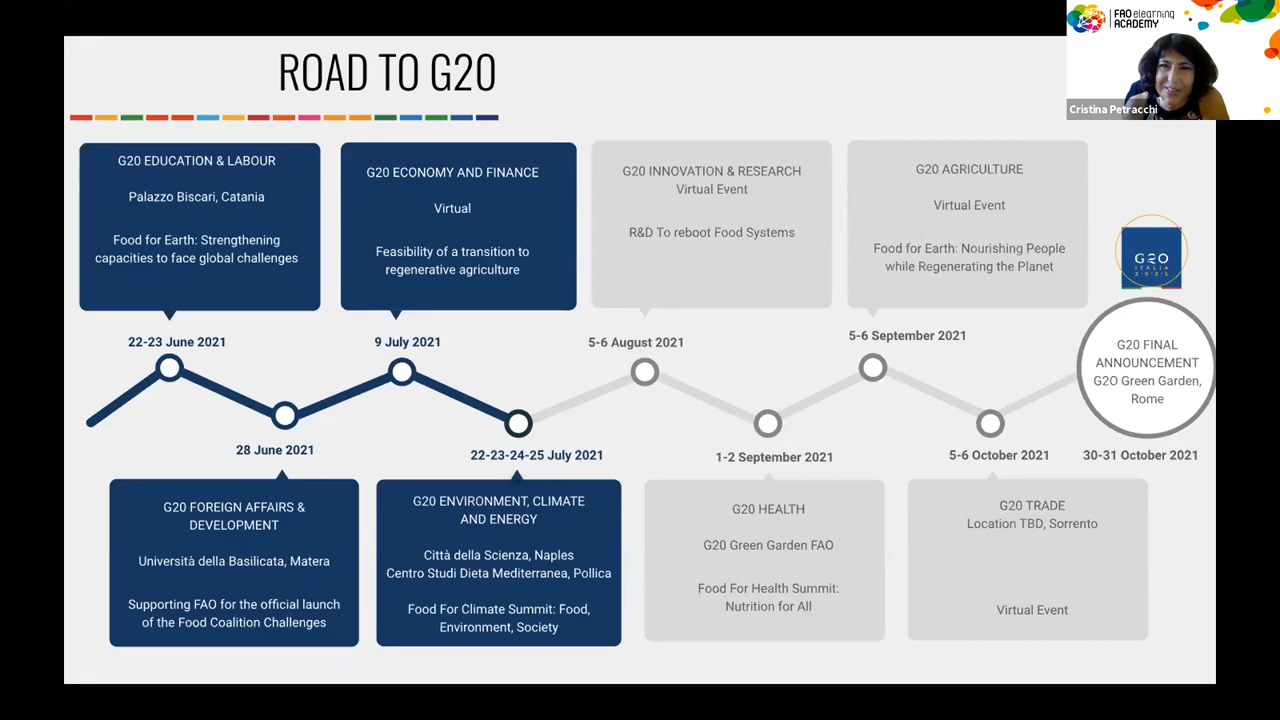 ROAD TO G20
FAO elearning
ACADEMY
Cristina Petracchi
G20 EDUCATION & LABOUR
Palazzo Biscari, Catania
Food for Earth: Strengthening
capacities to face global challenges
22-23 June 2021
G20 ECONOMY AND FINANCE
Virtual
Feasibility of a transition to
regenerative agriculture
9 July 2021
G20 INNOVATION & RESEARCH
Virtual Event
R&D To reboot Food Systems
5-6 August 2021
G20 AGRICULTURE
Virtual Event
Food for Earth: Nourishing People
while Regenerating the Planet
5-6 September 2021
G20
ITALIA
2021
G20 FINAL
ANNOUNCEMENT
G2O Green Garden,
Rome
30-31 October 2021
28 June 2021
G20 FOREIGN AFFAIRS &
DEVELOPMENT
Università della Basilicata, Matera
Supporting FAO for the official launch
of the Food Coalition Challenges
22-23-24-25 July 2021
G20 ENVIRONMENT, CLIMATE
AND ENERGY
Città della Scienza, Naples
Centro Studi Dieta Mediterranea, Pollica
Food For Climate Summit: Food,
Environment, Society
1-2 September 2021
G20 HEALTH
G20 Green Garden FAO
Food For Health Summit:
Nutrition for All
5-6 October 2021
G20 TRADE
Location TBD, Sorrento
Virtual Event